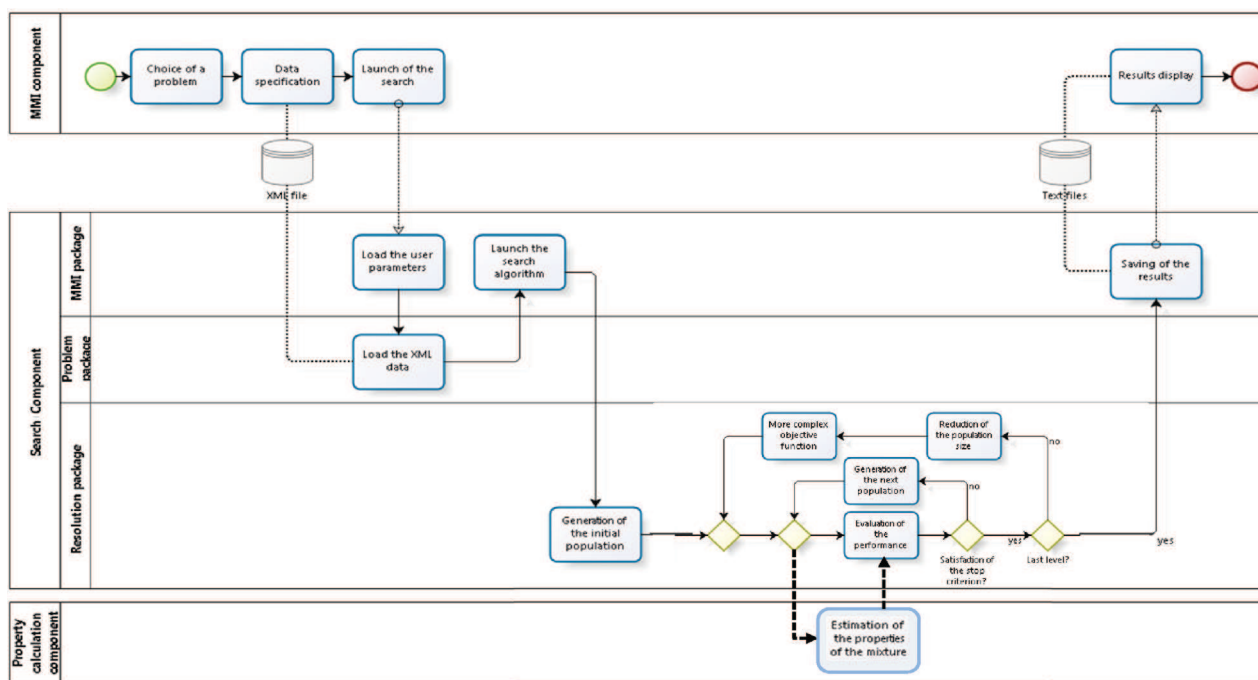 MMI component
Choice of a
problem
Data
specification
Launch of the
search
Results display
XML file
Text files
Search Component
MMI package
Load the user
parameters
Launch the
search
algorithm
Saving of the
results
Problem
package
Load the XML
data
Resolution package
More complex
objective
function
Reduction of
the population
size
no
Generation of
the next
population
no
Generation of
the initial
population
Evaluation of
the
performance
yes
yes
Satisfaction of
the stop
criterion?
Last level?
Property
calculation
component
Estimation of
the properties
of the mixture